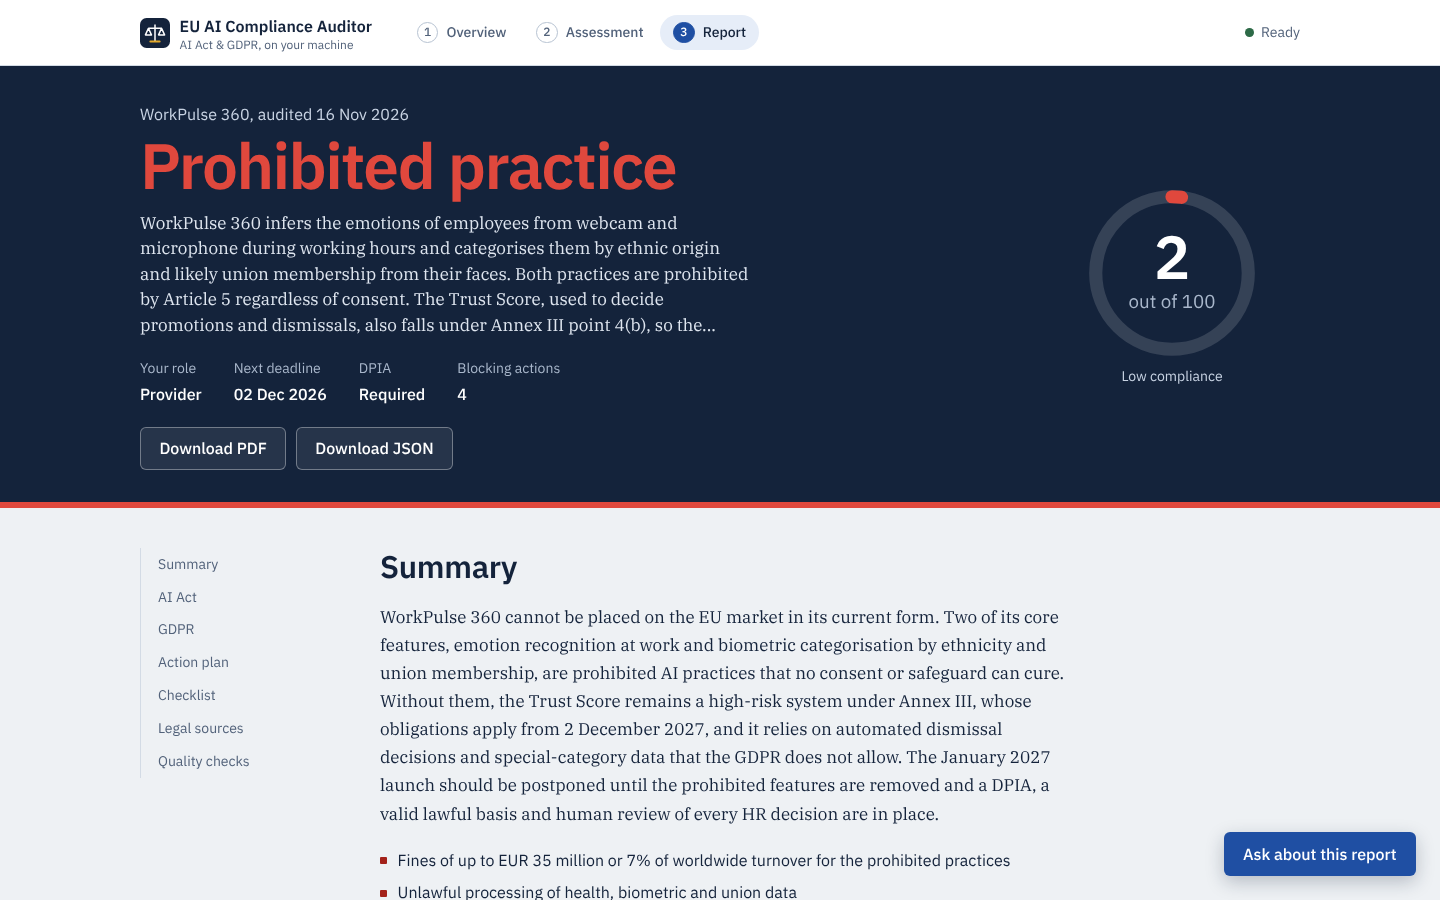 EU AI Compliance Auditor
AI Act & GDPR, on your machine
1 Overview
2 Assessment
3 Report
Ready
WorkPulse 360, audited 16 Nov 2026
Prohibited practice
WorkPulse 360 infers the emotions of employees from webcam and
microphone during working hours and categorises them by ethnic origin
and likely union membership from their faces. Both practices are prohibited
by Article 5 regardless of consent. The Trust Score, used to decide
promotions and dismissals, also falls under Annex III point 4(b), so the...
Your role
Provider
Next deadline
02 Dec 2026
DPIA
Required
Blocking actions
4
Download PDF
Download JSON
2
out of 100
Low compliance
Summary
AI Act
GDPR
Action plan
Checklist
Legal sources
Quality checks
Summary
WorkPulse 360 cannot be placed on the EU market in its current form. Two of its core
features, emotion recognition at work and biometric categorisation by ethnicity and
union membership, are prohibited AI practices that no consent or safeguard can cure.
Without them, the Trust Score remains a high-risk system under Annex III, whose
obligations apply from 2 December 2027, and it relies on automated dismissal
decisions and special-category data that the GDPR does not allow. The January 2027
launch should be postponed until the prohibited features are removed and a DPIA, a
valid lawful basis and human review of every HR decision are in place.
Fines of up to EUR 35 million or 7% of worldwide turnover for the prohibited practices
Unlawful processing of health, biometric and union data
Ask about this report